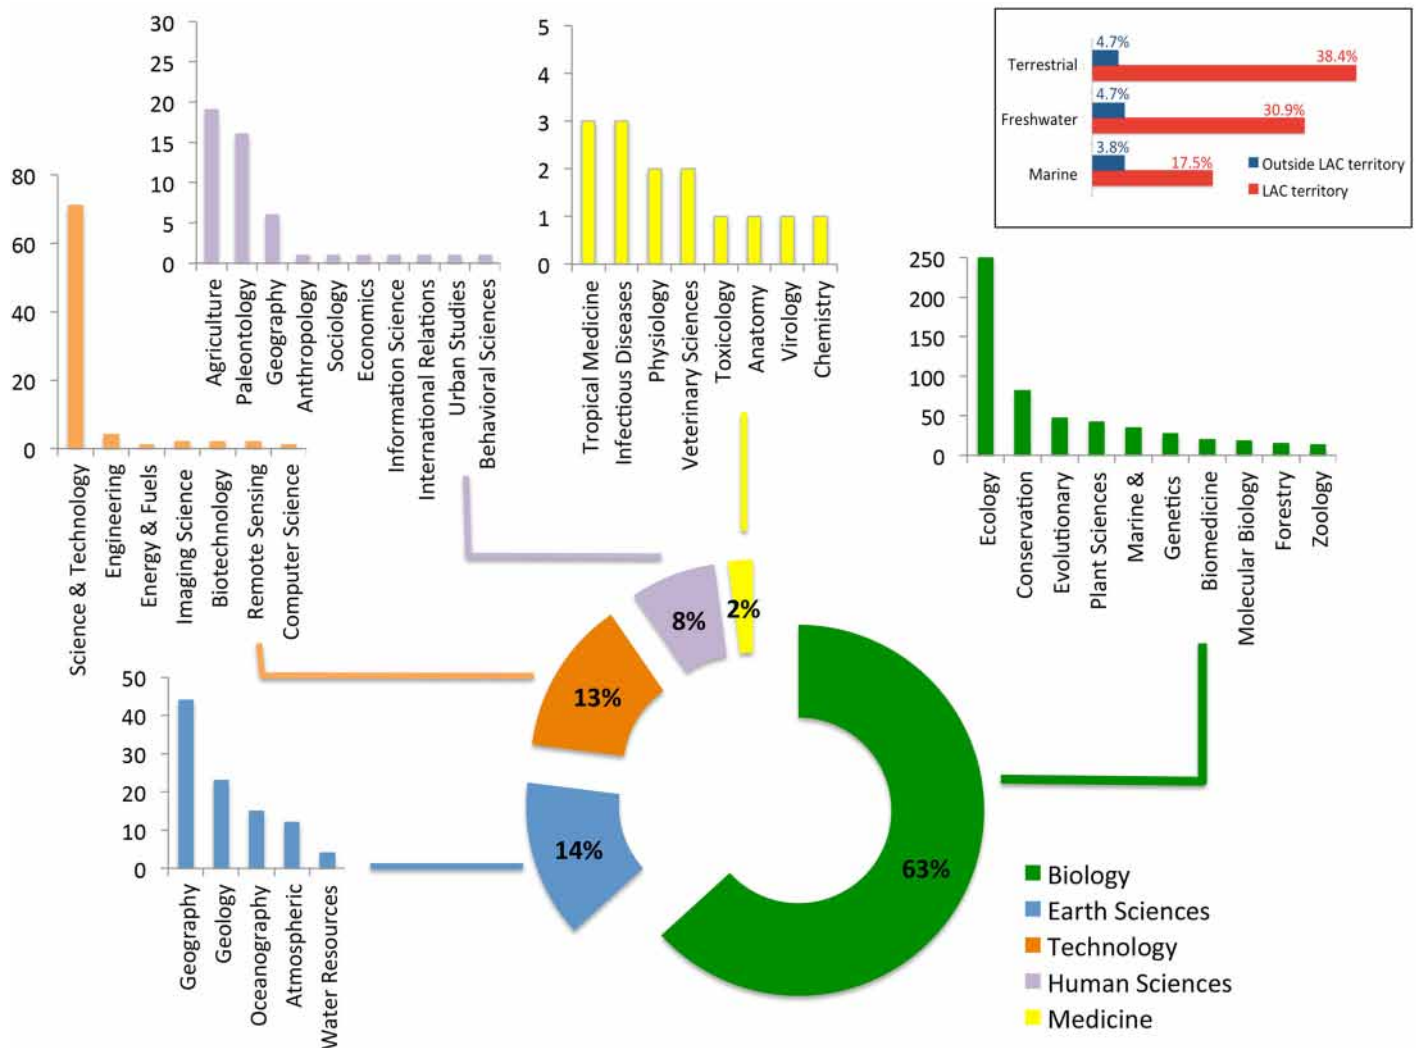 30
25
20
15
10
5
0
Agriculture
Paleontology
Geography
Anthropology
Sociology
Economics
Information Science
International Relations
Urban Studies
Behavioral Sciences
5
4
3
2
1
0
Tropical Medicine
Infectious Diseases
Physiology
Veterinary Sciences
Toxicology
Anatomy
Virology
Chemistry
Terrestrial
4.7%
38.4%
Freshwater
4.7%
30.9%
Marine
3.8%
17.5%
Outside LAC territory
LAC territory
80
60
40
20
0
Science & Technology
Engineering
Energy & Fuels
Imaging Science
Biotechnology
Remote Sensing
Computer Science
250
200
150
100
50
0
Ecology
Conservation
Evolutionary
Plant Sciences
Marine &
Genetics
Biomedicine
Molecular Biology
Forestry
Zoology
50
40
30
20
10
0
Geography
Geology
Oceanography
Atmospheric
Water Resources
2%
8%
13%
14%
63%
Biology
Earth Sciences
Technology
Human Sciences
Medicine